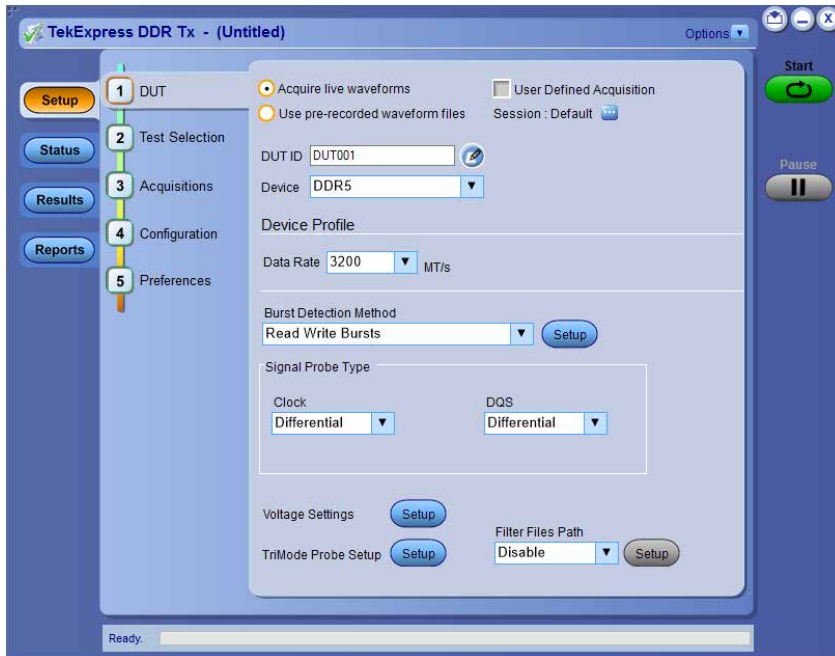 TekExpress DDR Tx - (Untitled)
Options
Start
Pause
Setup
Status
Results
Reports
1 DUT
2 Test Selection
3 Acquisitions
4 Configuration
5 Preferences
Acquire live waveforms
User Defined Acquisition
Use pre-recorded waveform files
Session : Default
DUT ID DUT001
Device DDR5
Device Profile
Data Rate 3200 MT/s
Burst Detection Method
Read Write Bursts Setup
Signal Probe Type
Clock DQS
Differential Differential
Voltage Settings Setup
Filter Files Path
TriMode Probe Setup Setup Disable Setup
Ready.